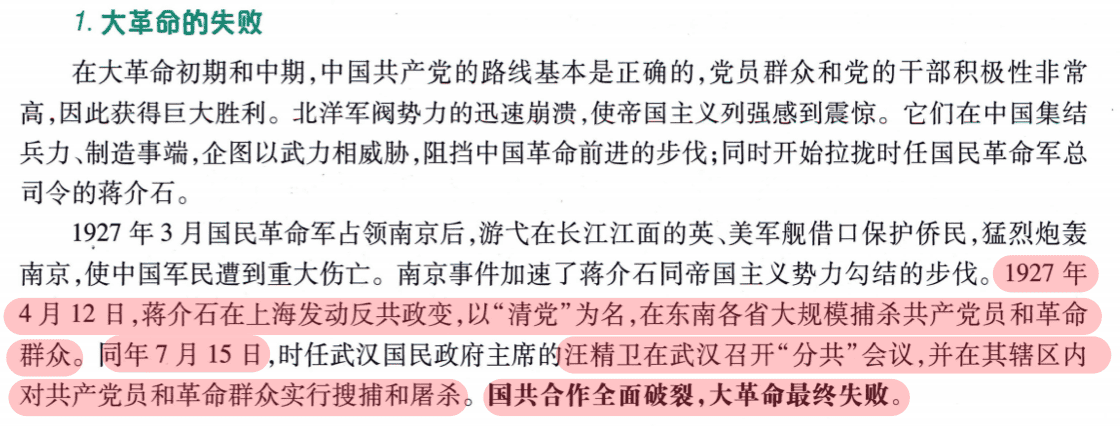 1. 大革命的失败
在大革命初期和中期,中国共产党的路线基本是正确的,党员群众和党的干部积极性非常
高,因此获得巨大胜利。北洋军阀势力的迅速崩溃,使帝国主义列强感到震惊。它们在中国集结
兵力、制造事端,企图以武力相威胁,阻挡中国革命前进的步伐;同时开始拉拢时任国民革命军总
司令的蒋介石。
1927 年 3 月国民革命军占领南京后,游弋在长江江面的英、美军舰借口保护侨民,猛烈炮轰
南京,使中国军民遭到重大伤亡。南京事件加速了蒋介石同帝国主义势力勾结的步伐。1927 年
4 月 12 日,蒋介石在上海发动反共政变,以“清党”为名,在东南各省大规模捕杀共产党员和革命
群众。同年 7 月 15 日,时任武汉国民政府主席的汪精卫在武汉召开“分共”会议,并在其辖区内
对共产党员和革命群众实行搜捕和屠杀。国共合作全面破裂,大革命最终失败。